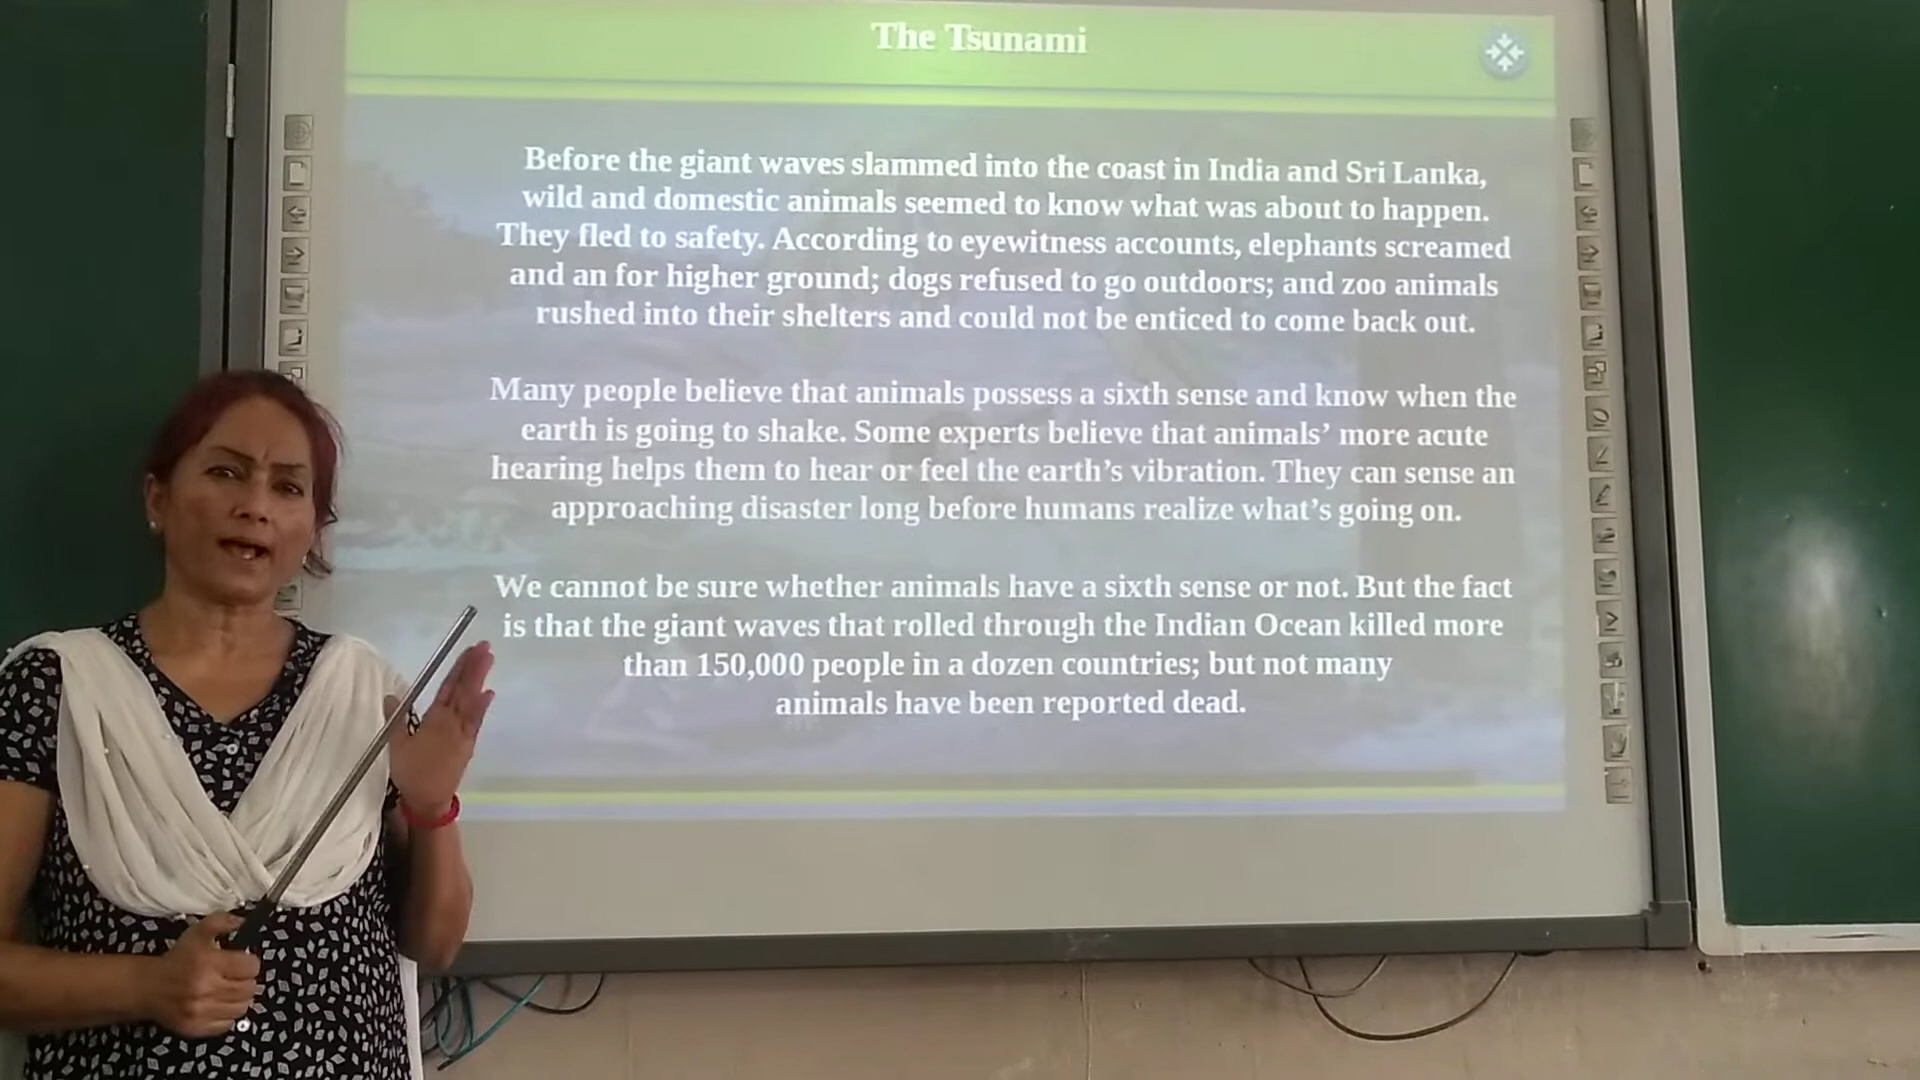 The Tsunami
Before the giant waves slammed into the coast in India and Sri Lanka,
wild and domestic animals seemed to know what was about to happen.
They fled to safety. According to eyewitness accounts, elephants screamed
and an for higher ground; dogs refused to go outdoors; and zoo animals
rushed into their shelters and could not be enticed to come back out.
Many people believe that animals possess a sixth sense and know when the
earth is going to shake. Some experts believe that animals’ more acute
hearing helps them to hear or feel the earth’s vibration. They can sense an
approaching disaster long before humans realize what’s going on.
We cannot be sure whether animals have a sixth sense or not. But the fact
is that the giant waves that rolled through the Indian Ocean killed more
than 150,000 people in a dozen countries; but not many
animals have been reported dead.